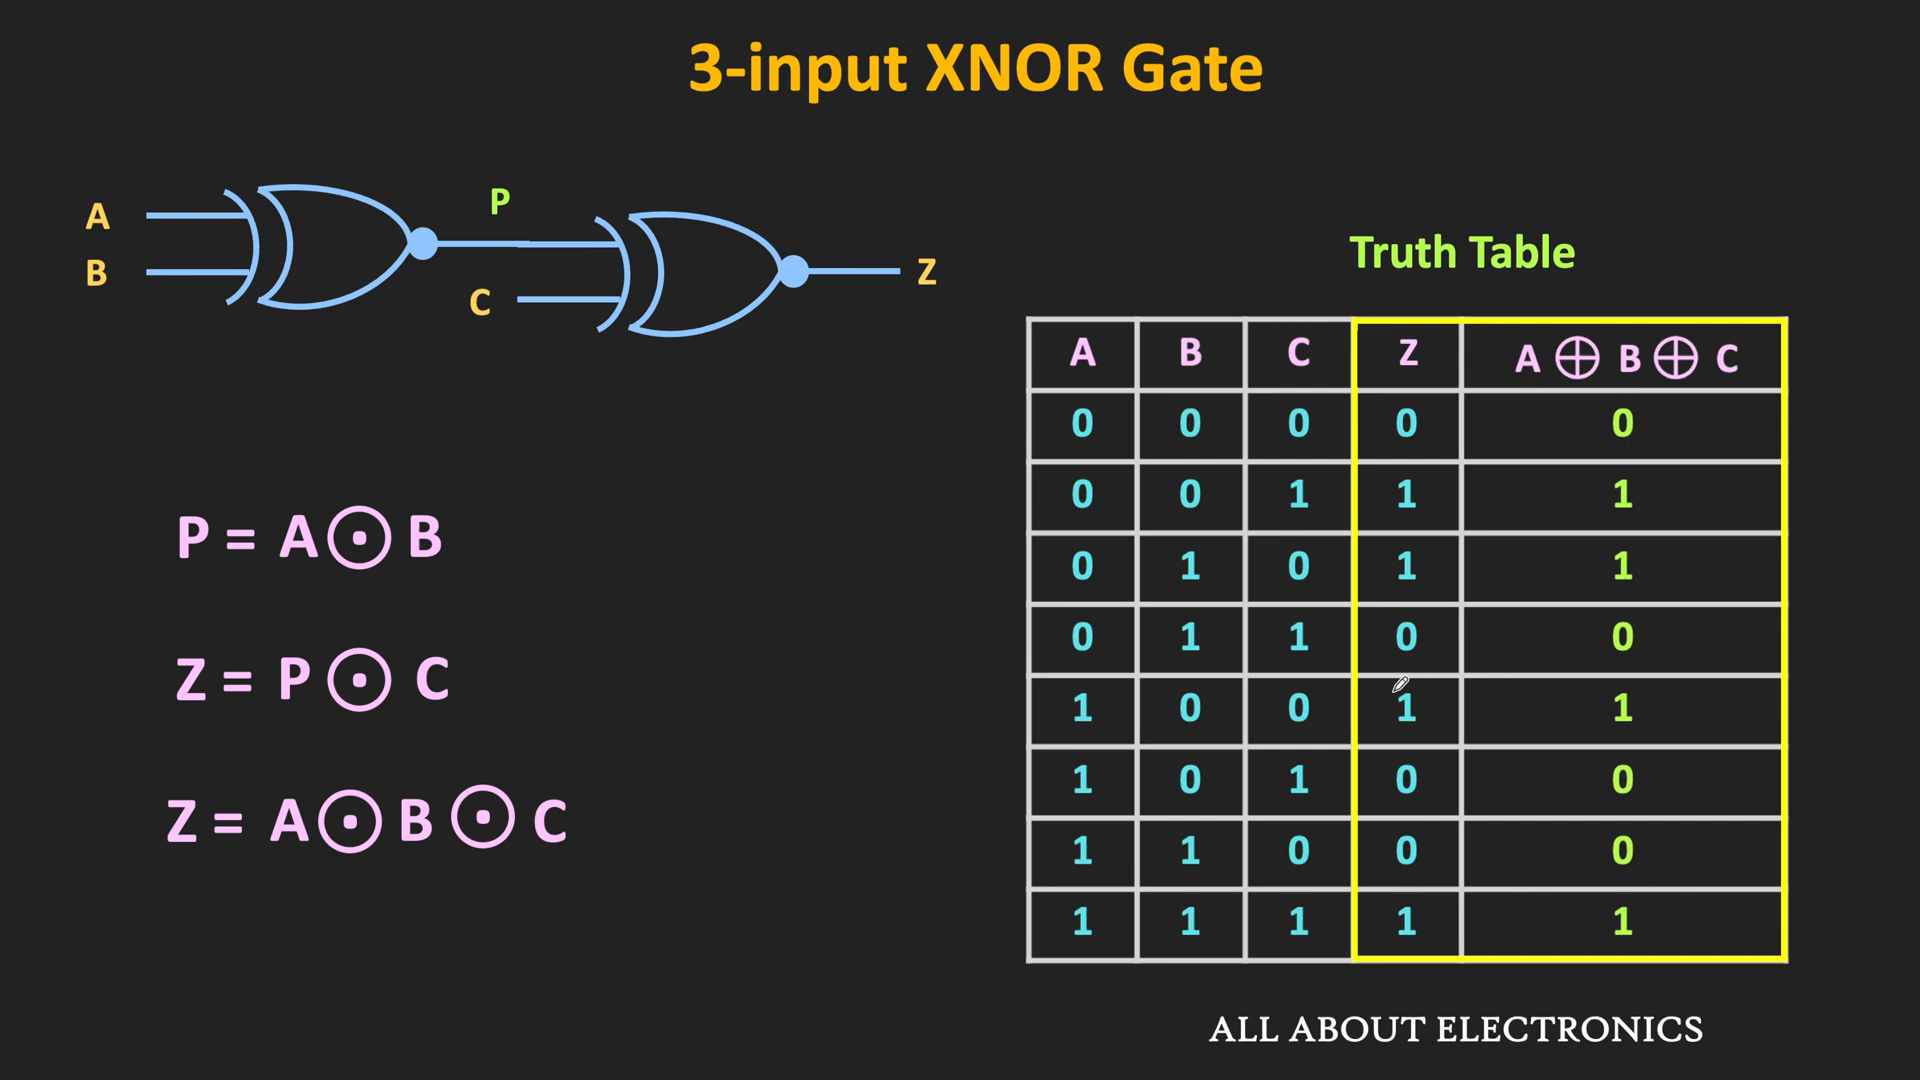 3-input XNOR Gate
A
B
P
C
Z
P = A ⊙ B
Z = P ⊙ C
Z = A ⊙ B ⊙ C
Truth Table
A B C Z A ⊕ B ⊕ C
0 0 0 0 0
0 0 1 1 1
0 1 0 1 1
0 1 1 0 0
1 0 0 1 1
1 0 1 0 0
1 1 0 0 0
1 1 1 1 1
ALL ABOUT ELECTRONICS